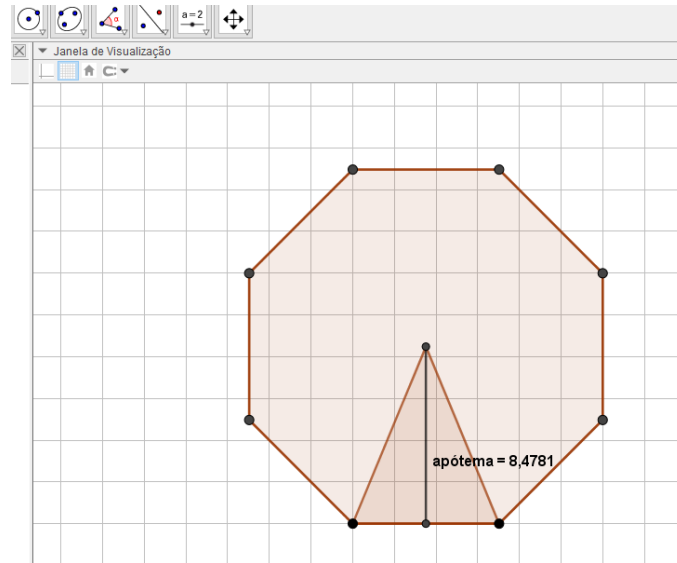 α
a = 2
Janela de Visualização
apótema = 8,4781